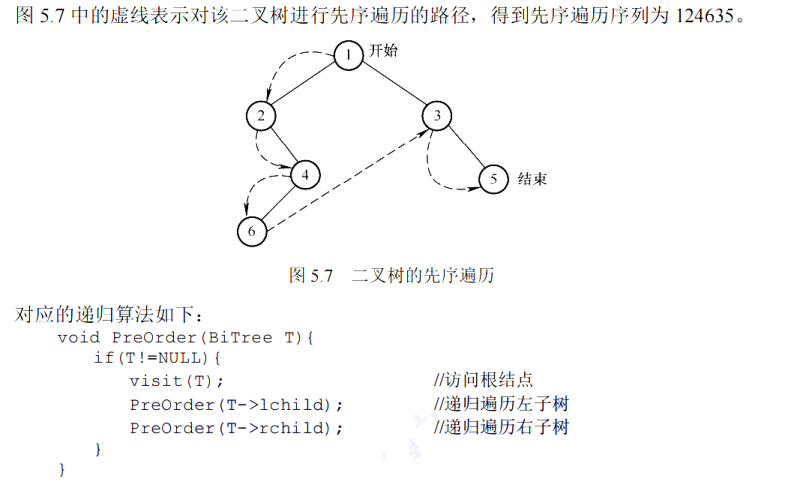 图 5.7 中的虚线表示对该二叉树进行先序遍历的路径，得到先序遍历序列为 124635。
1 开始
2
3
4
5 结束
6
图 5.7 二叉树的先序遍历
对应的递归算法如下：
void PreOrder(BiTree T){
if(T!=NULL){
visit(T); //访问根结点
PreOrder(T->lchild); //递归遍历左子树
PreOrder(T->rchild); //递归遍历右子树
}
}